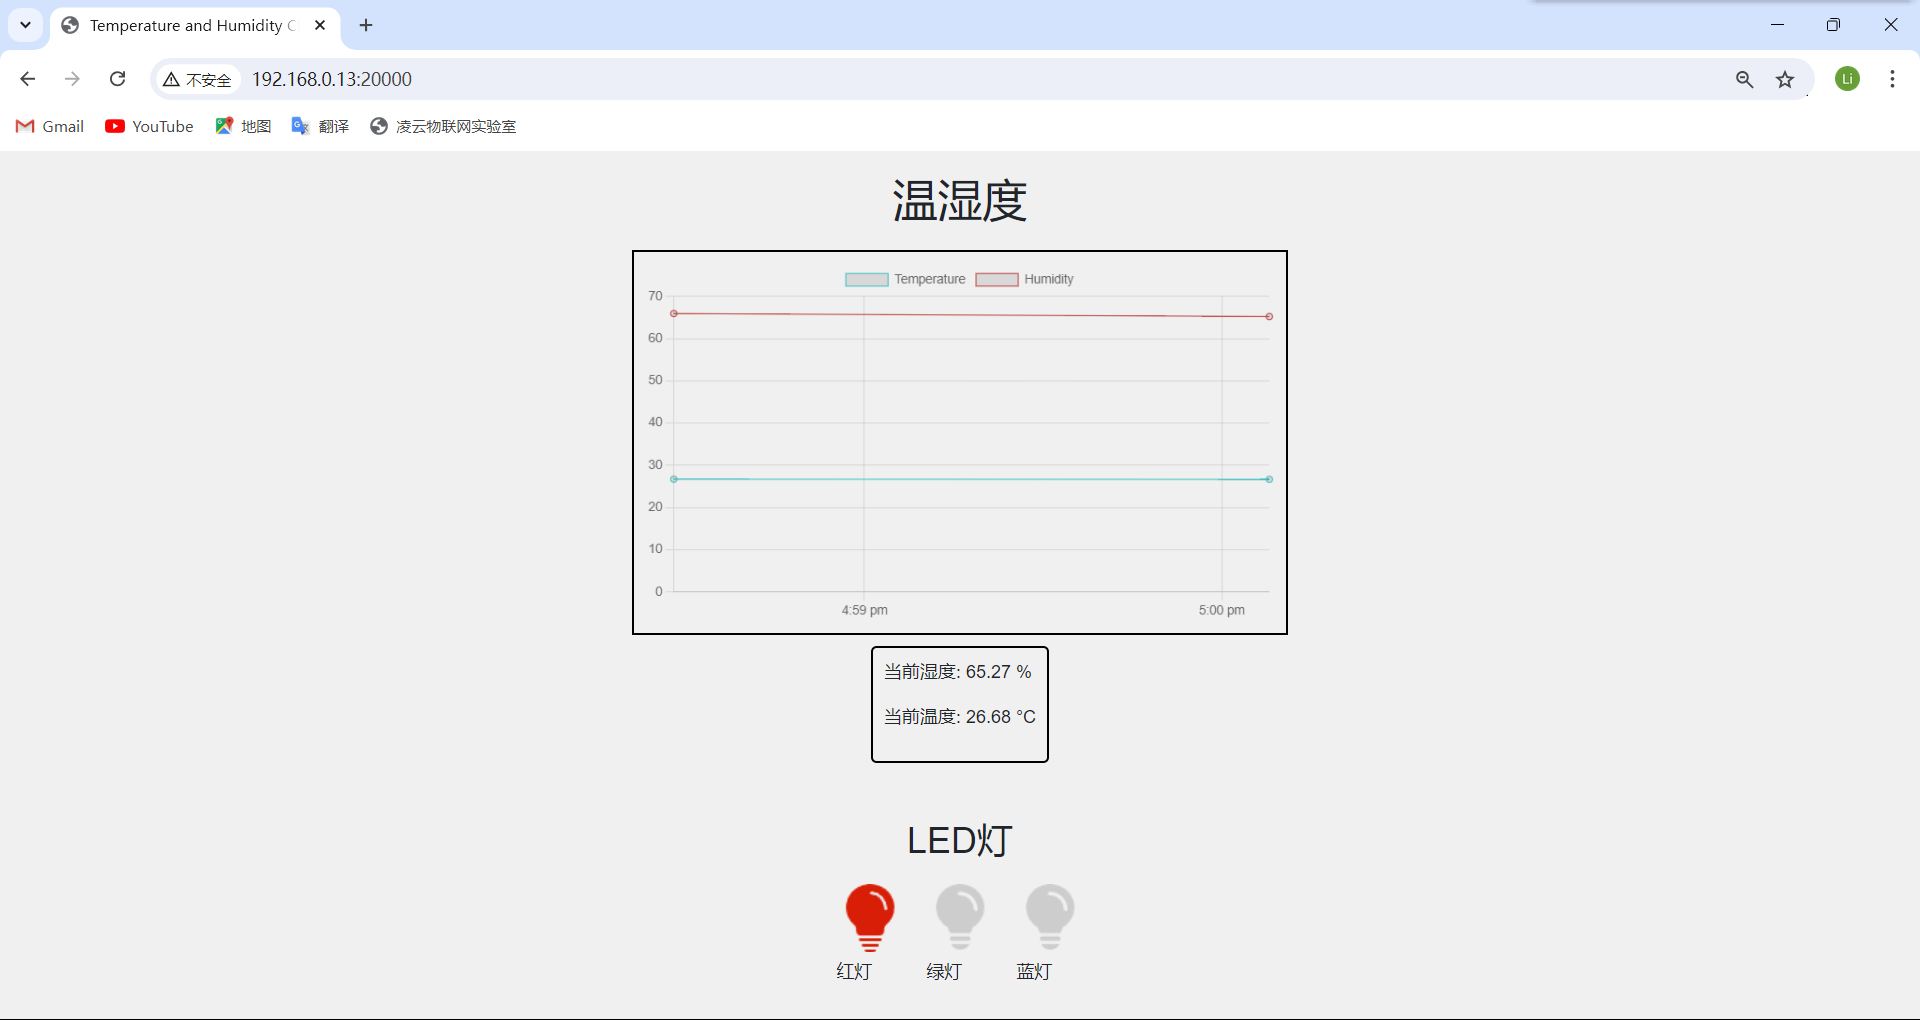 Temperature and Humidity C
不安全 192.168.0.13:20000
Li
Gmail YouTube 地图 翻译 凌云物联网实验室
温湿度
Temperature Humidity
70
60
50
40
30
20
10
0
4:59 pm 5:00 pm
当前湿度: 65.27 %
当前温度: 26.68 °C
LED灯
红灯 绿灯 蓝灯